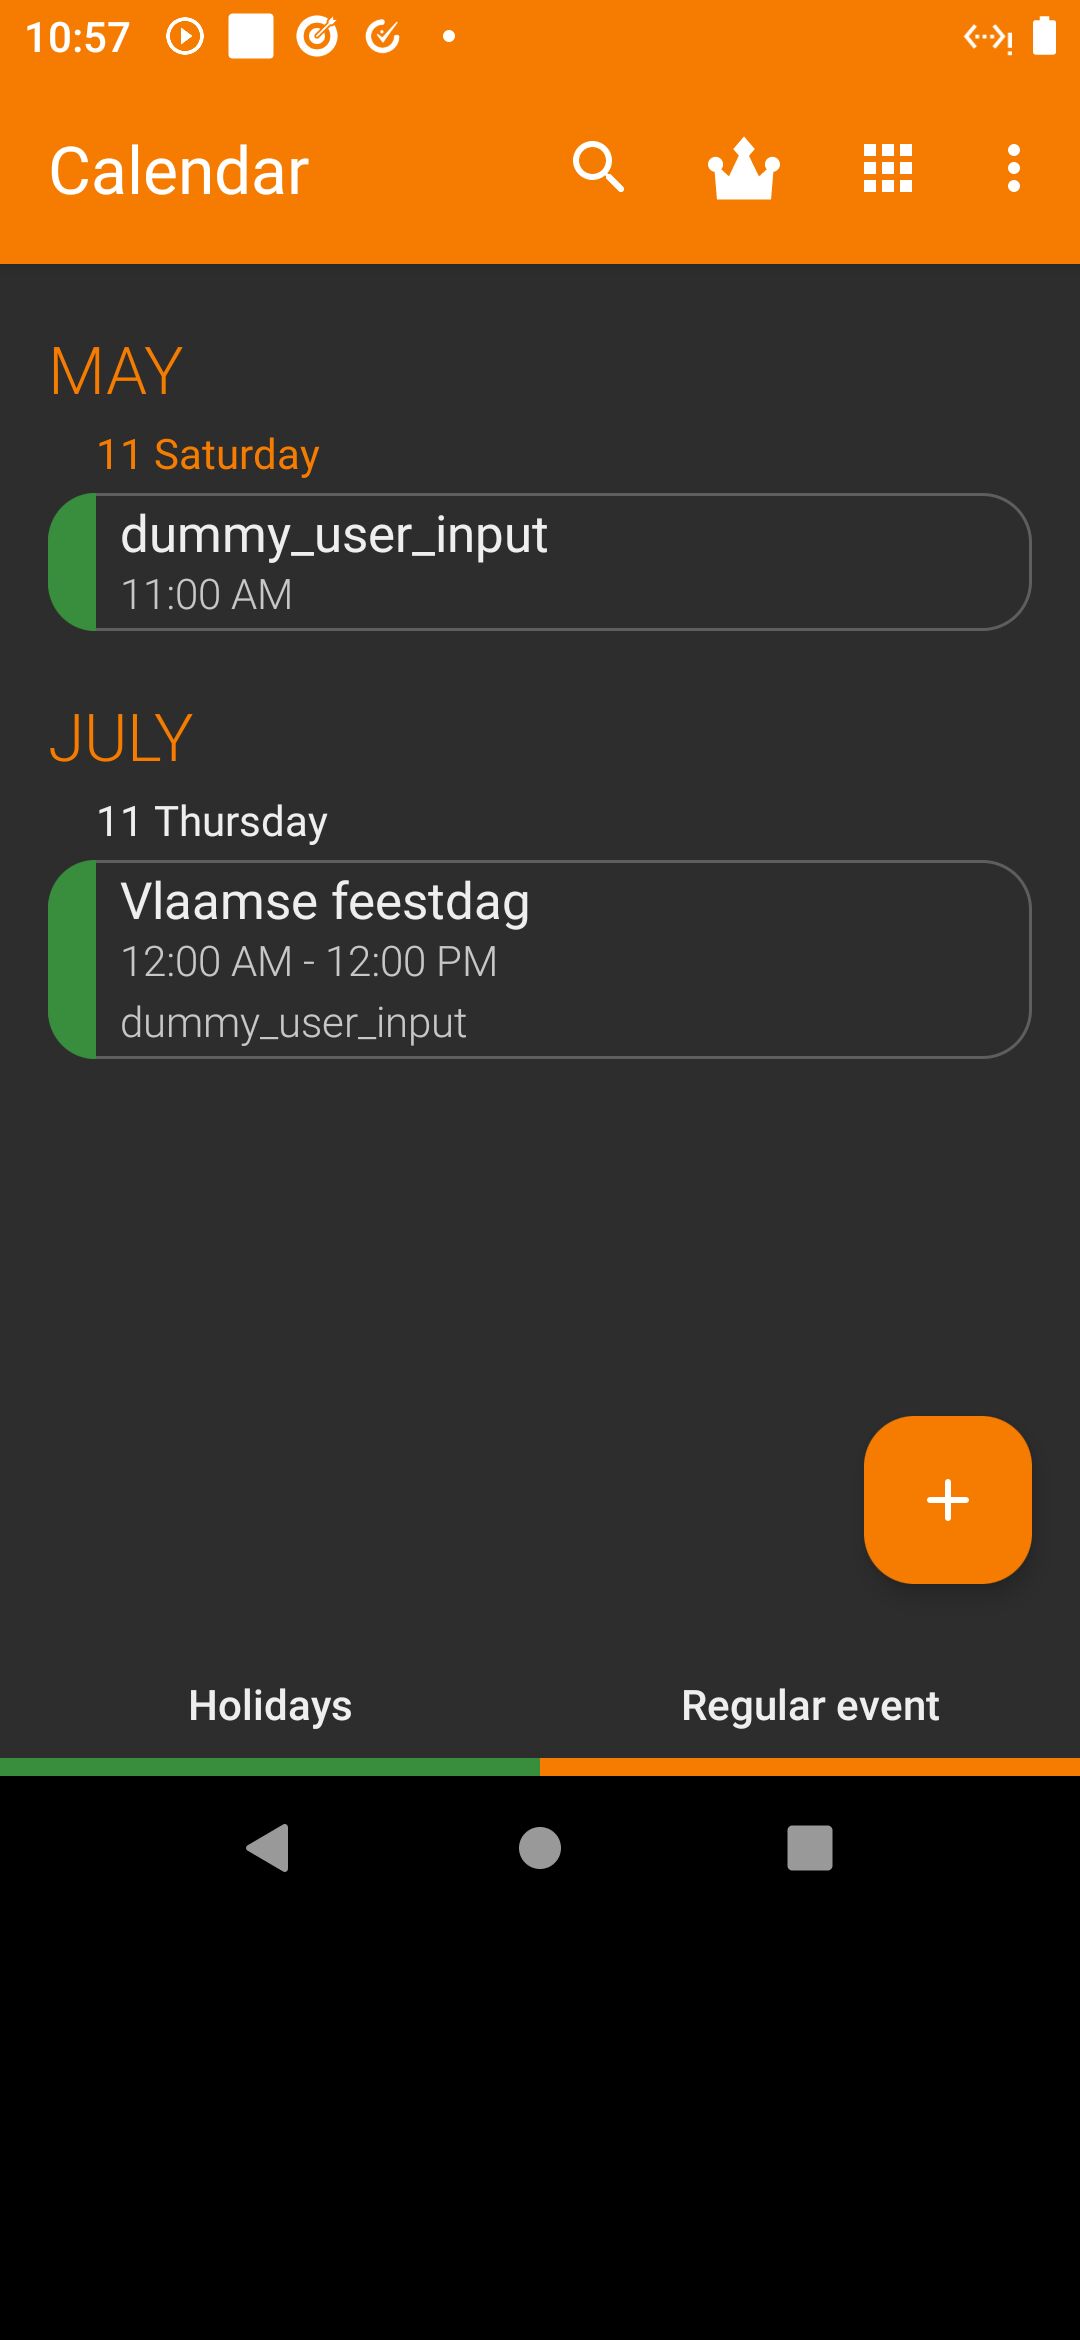 10:57
Calendar
MAY
11 Saturday
dummy_user_input
11:00 AM
JULY
11 Thursday
Vlaamse feestdag
12:00 AM - 12:00 PM
dummy_user_input
Holidays
Regular event